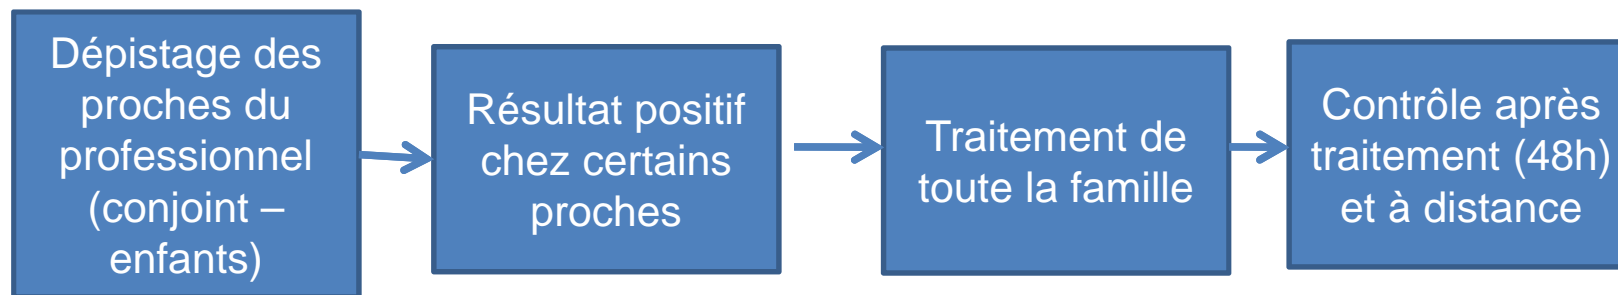 Dépistage des
proches du
professionnel
(conjoint –
enfants)
Résultat positif
chez certains
proches
Traitement de
toute la famille
Contrôle après
traitement (48h)
et à distance